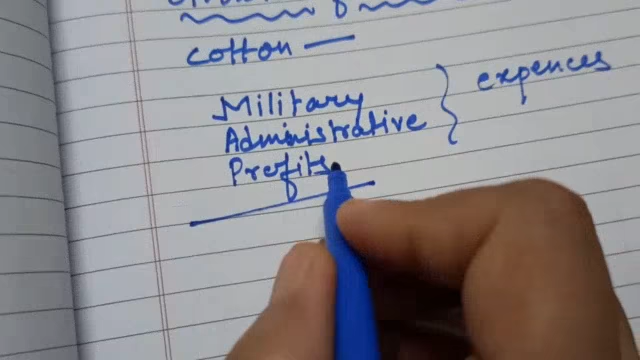 cotton —
Military
Administrative } expences
Profits